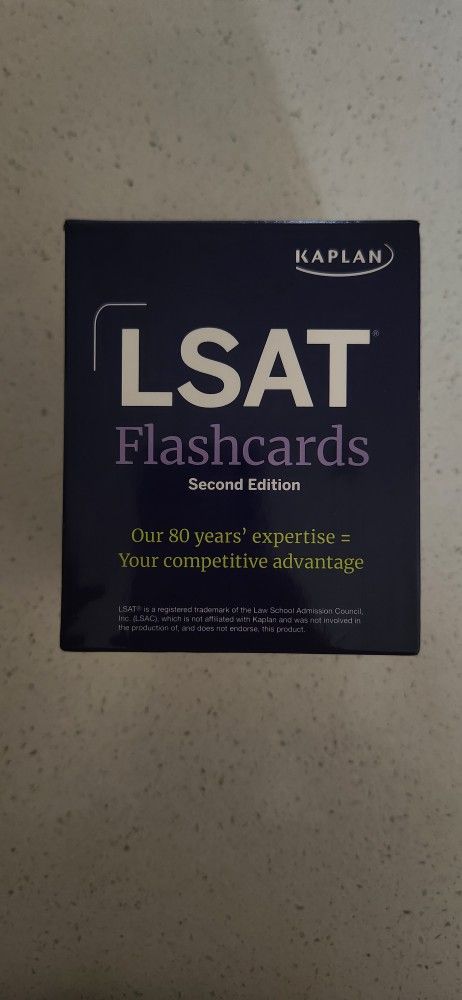 KAPLAN
LSAT®
Flashcards
Second Edition
Our 80 years' expertise =
Your competitive advantage
LSAT® is a registered trademark of the Law School Admission Council,
Inc. (LSAC), which is not affiliated with Kaplan and was not involved in
the production of, and does not endorse, this product.